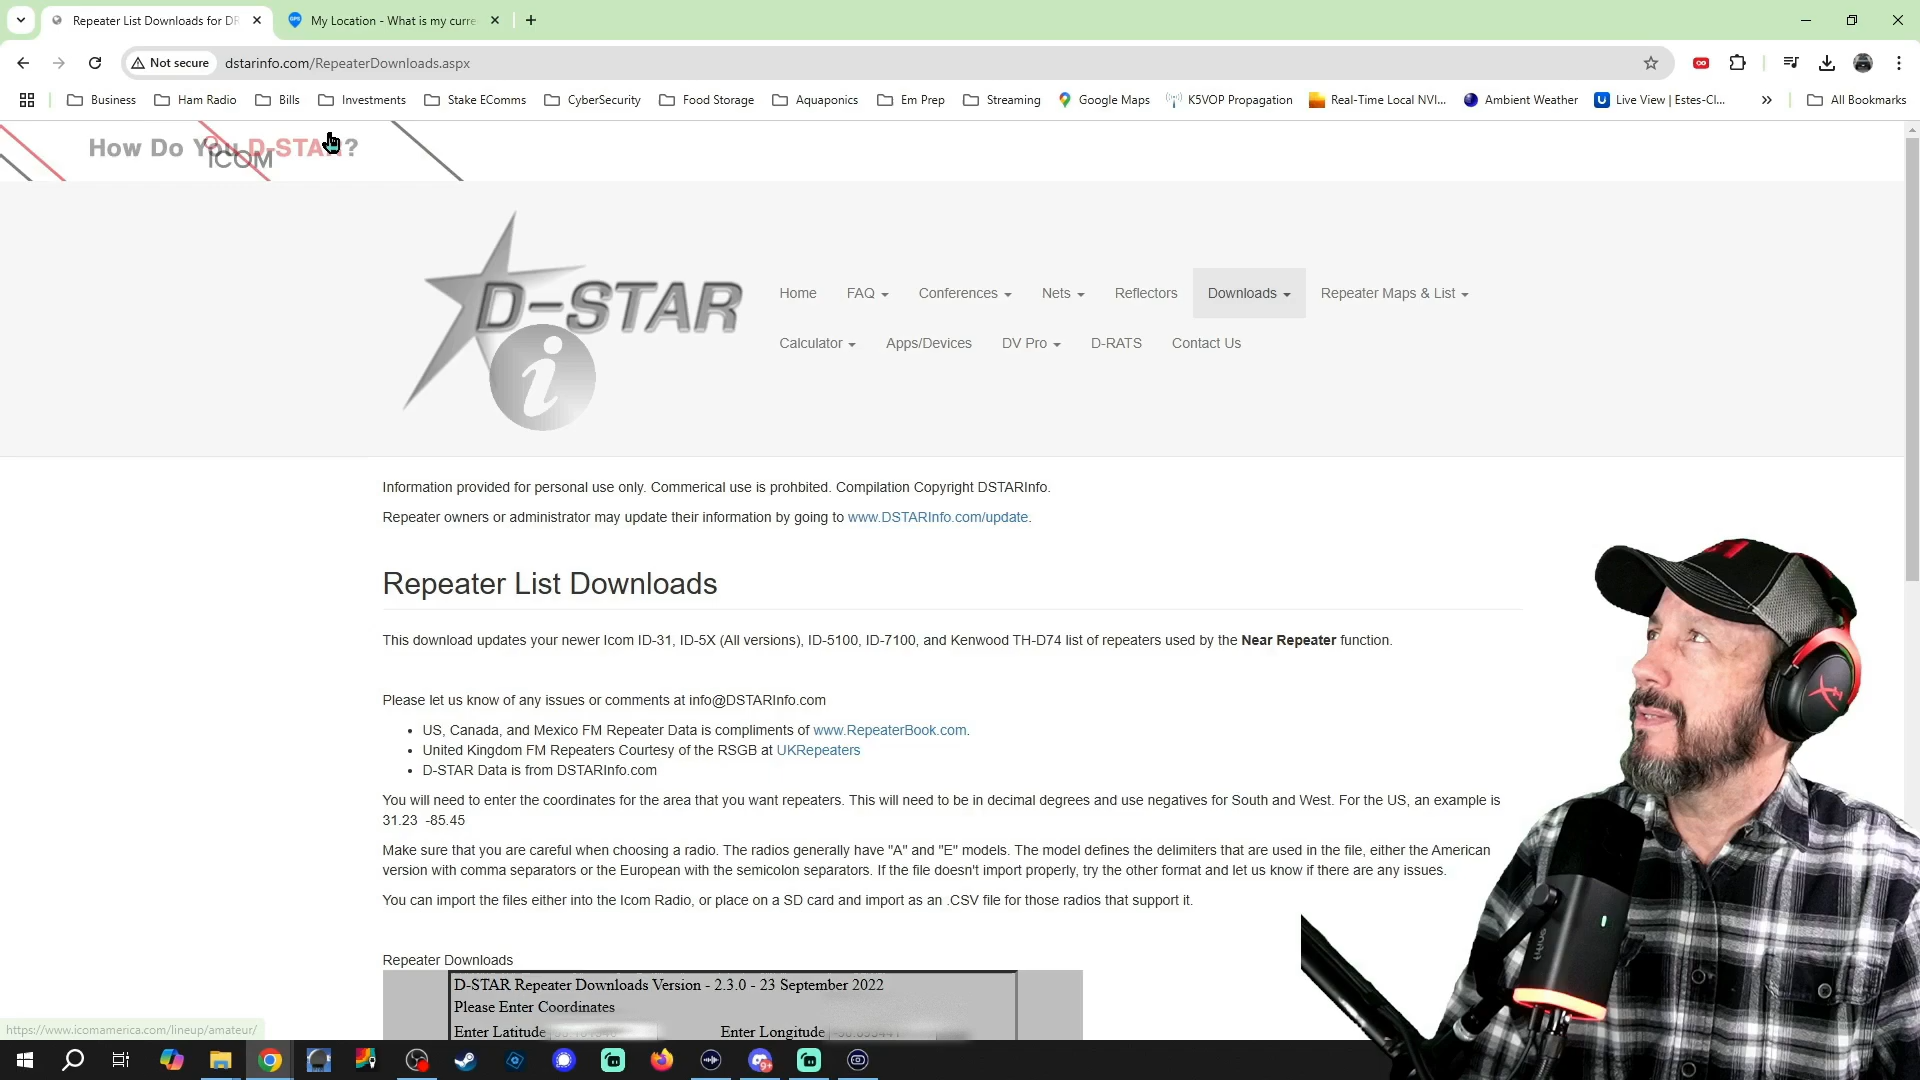 Repeater List Downloads for DR
My Location - What is my curre
Not secure
dstarinfo.com/RepeaterDownloads.aspx
Business
Ham Radio
Bills
Investments
Stake EComms
CyberSecurity
Food Storage
Aquaponics
Em Prep
Streaming
Google Maps
K5VOP Propagation
Real-Time Local NVI...
Ambient Weather
Live View | Estes-Cl...
All Bookmarks
How Do You D-STAR?
ICOM
D-STAR
i
Home
FAQ
Conferences
Nets
Reflectors
Downloads
Repeater Maps & List
Calculator
Apps/Devices
DV Pro
D-RATS
Contact Us
Information provided for personal use only. Commerical use is prohbited. Compilation Copyright DSTARInfo.
Repeater owners or administrator may update their information by going to www.DSTARInfo.com/update.
Repeater List Downloads
This download updates your newer Icom ID-31, ID-5X (All versions), ID-5100, ID-7100, and Kenwood TH-D74 list of repeaters used by the Near Repeater function.
Please let us know of any issues or comments at info@DSTARInfo.com
• US, Canada, and Mexico FM Repeater Data is compliments of www.RepeaterBook.com.
• United Kingdom FM Repeaters Courtesy of the RSGB at UKRepeaters
• D-STAR Data is from DSTARInfo.com
You will need to enter the coordinates for the area that you want repeaters. This will need to be in decimal degrees and use negatives for South and West. For the US, an example is
31.23 -85.45
Make sure that you are careful when choosing a radio. The radios generally have "A" and "E" models. The model defines the delimiters that are used in the file, either the American
version with comma separators or the European with the semicolon separators. If the file doesn't import properly, try the other format and let us know if there are any issues.
You can import the files either into the Icom Radio, or place on a SD card and import as an .CSV file for those radios that support it.
Repeater Downloads
D-STAR Repeater Downloads Version - 2.3.0 - 23 September 2022
Please Enter Coordinates
Enter Latitude
Enter Longitude
https://www.icomamerica.com/lineup/amateur/